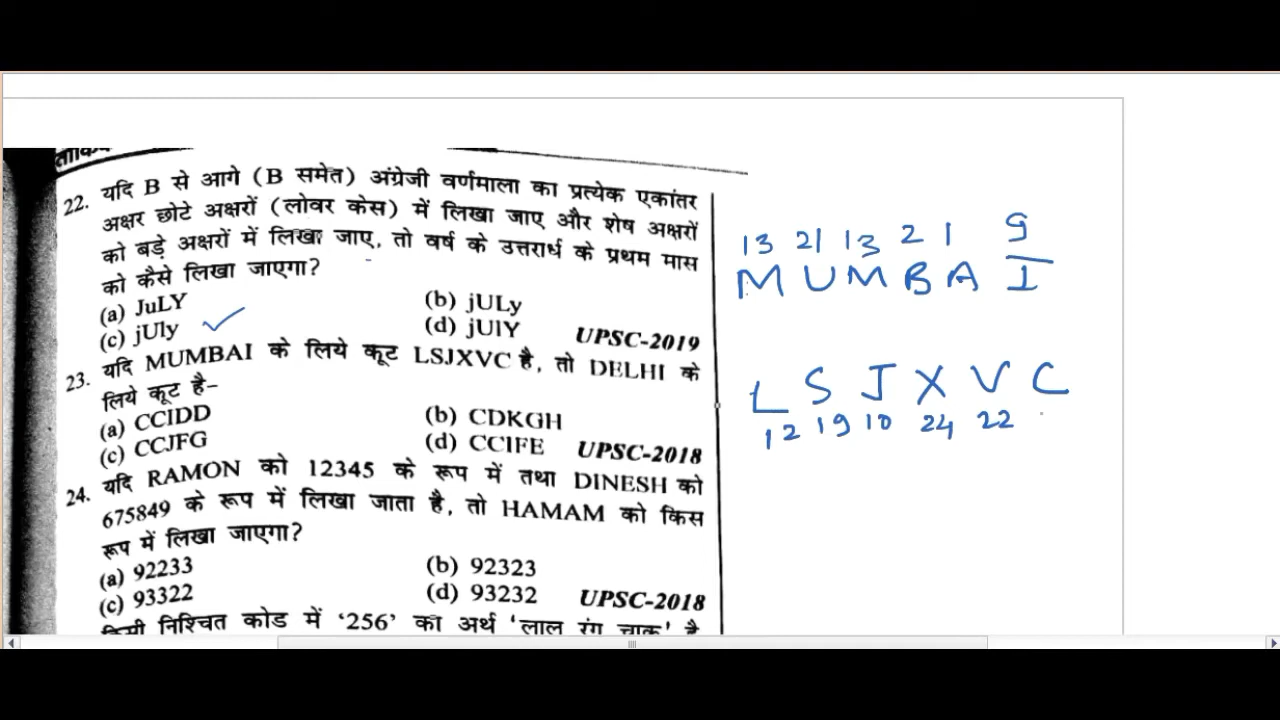 22. यदि B से आगे (B समेत) अंग्रेजी वर्णमाला का प्रत्येक एकांतर
अक्षर छोटे अक्षरों (लोवर केस) में लिखा जाए और शेष अक्षरों
को बड़े अक्षरों में लिखा जाए, तो वर्ष के उत्तरार्ध के प्रथम मास
को कैसे लिखा जाएगा?
(a) JuLY (b) jULy
(c) jUly (d) jUlY UPSC-2019
23. यदि MUMBAI के लिये कूट LSJXVC है, तो DELHI के
लिये कूट है–
(a) CCIDD (b) CDKGH
(c) CCJFG (d) CCIFE UPSC-2018
24. यदि RAMON को 12345 के रूप में तथा DINESH को
675849 के रूप में लिखा जाता है, तो HAMAM को किस
रूप में लिखा जाएगा?
(a) 92233 (b) 92323
(c) 93322 (d) 93232 UPSC-2018
किसी निश्चित कोड में ‘256’ का अर्थ ‘लाल रंग चाक’ है
13 21 13 2 1 9
M U M B A I
L S J X V C
12 19 10 24 22